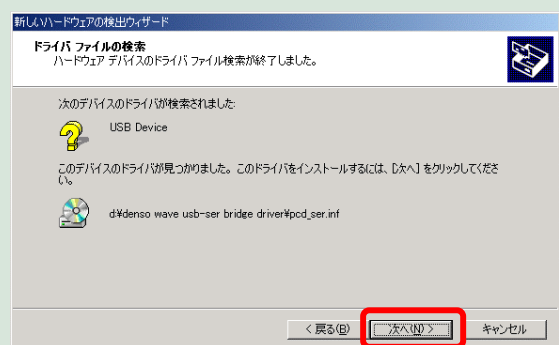 新しいハードウェアの検出ウィザード
ドライバ ファイルの検索
ハードウェア デバイスのドライバ ファイル検索が終了しました。
次のデバイスのドライバが検索されました:
USB Device
このデバイスのドライバが見つかりました。このドライバをインストールするには、[次へ] をクリックしてくださ
い。
d¥denso wave usb-ser bridge driver¥pcd_ser.inf
< 戻る(B)
次へ(N) >
キャンセル